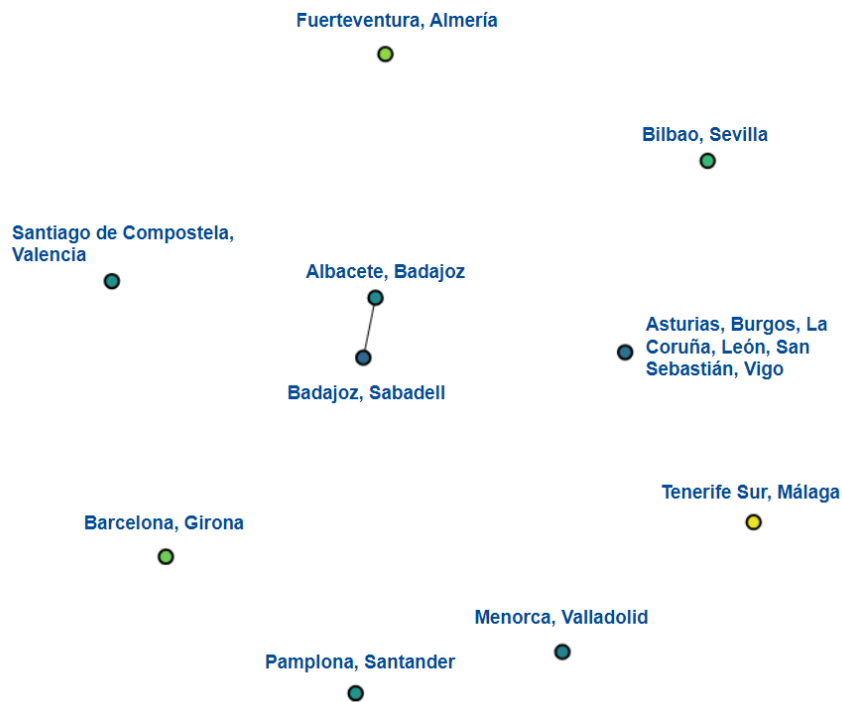 Fuerteventura, Almería
Bilbao, Sevilla
Santiago de Compostela,
Valencia
Albacete, Badajoz
Asturias, Burgos, La
Coruña, León, San
Sebastián, Vigo
Badajoz, Sabadell
Tenerife Sur, Málaga
Barcelona, Girona
Menorca, Valladolid
Pamplona, Santander